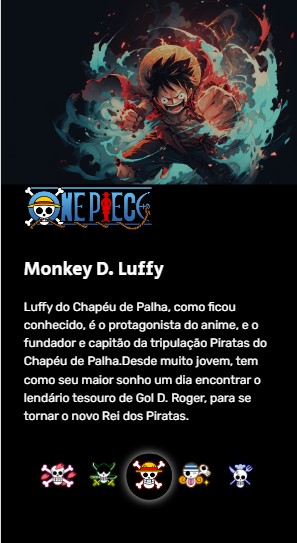 ONE PIECE
Monkey D. Luffy
Luffy do Chapéu de Palha, como ficou
conhecido, é o protagonista do anime, e o
fundador e capitão da tripulação Piratas do
Chapéu de Palha.Desde muito jovem, tem
como seu maior sonho um dia encontrar o
lendário tesouro de Gol D. Roger, para se
tornar o novo Rei dos Piratas.